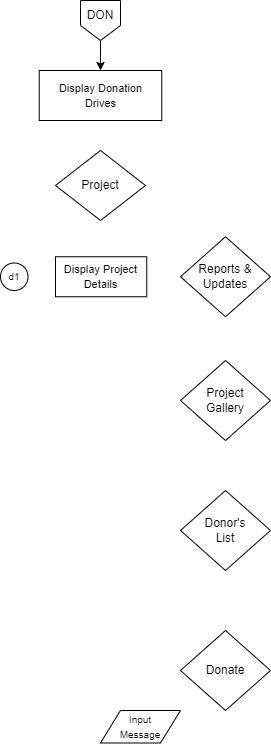 DON
Display Donation
Drives
Project
d1
Display Project
Details
Reports &
Updates
Project
Gallery
Donor's
List
Donate
Input
Message